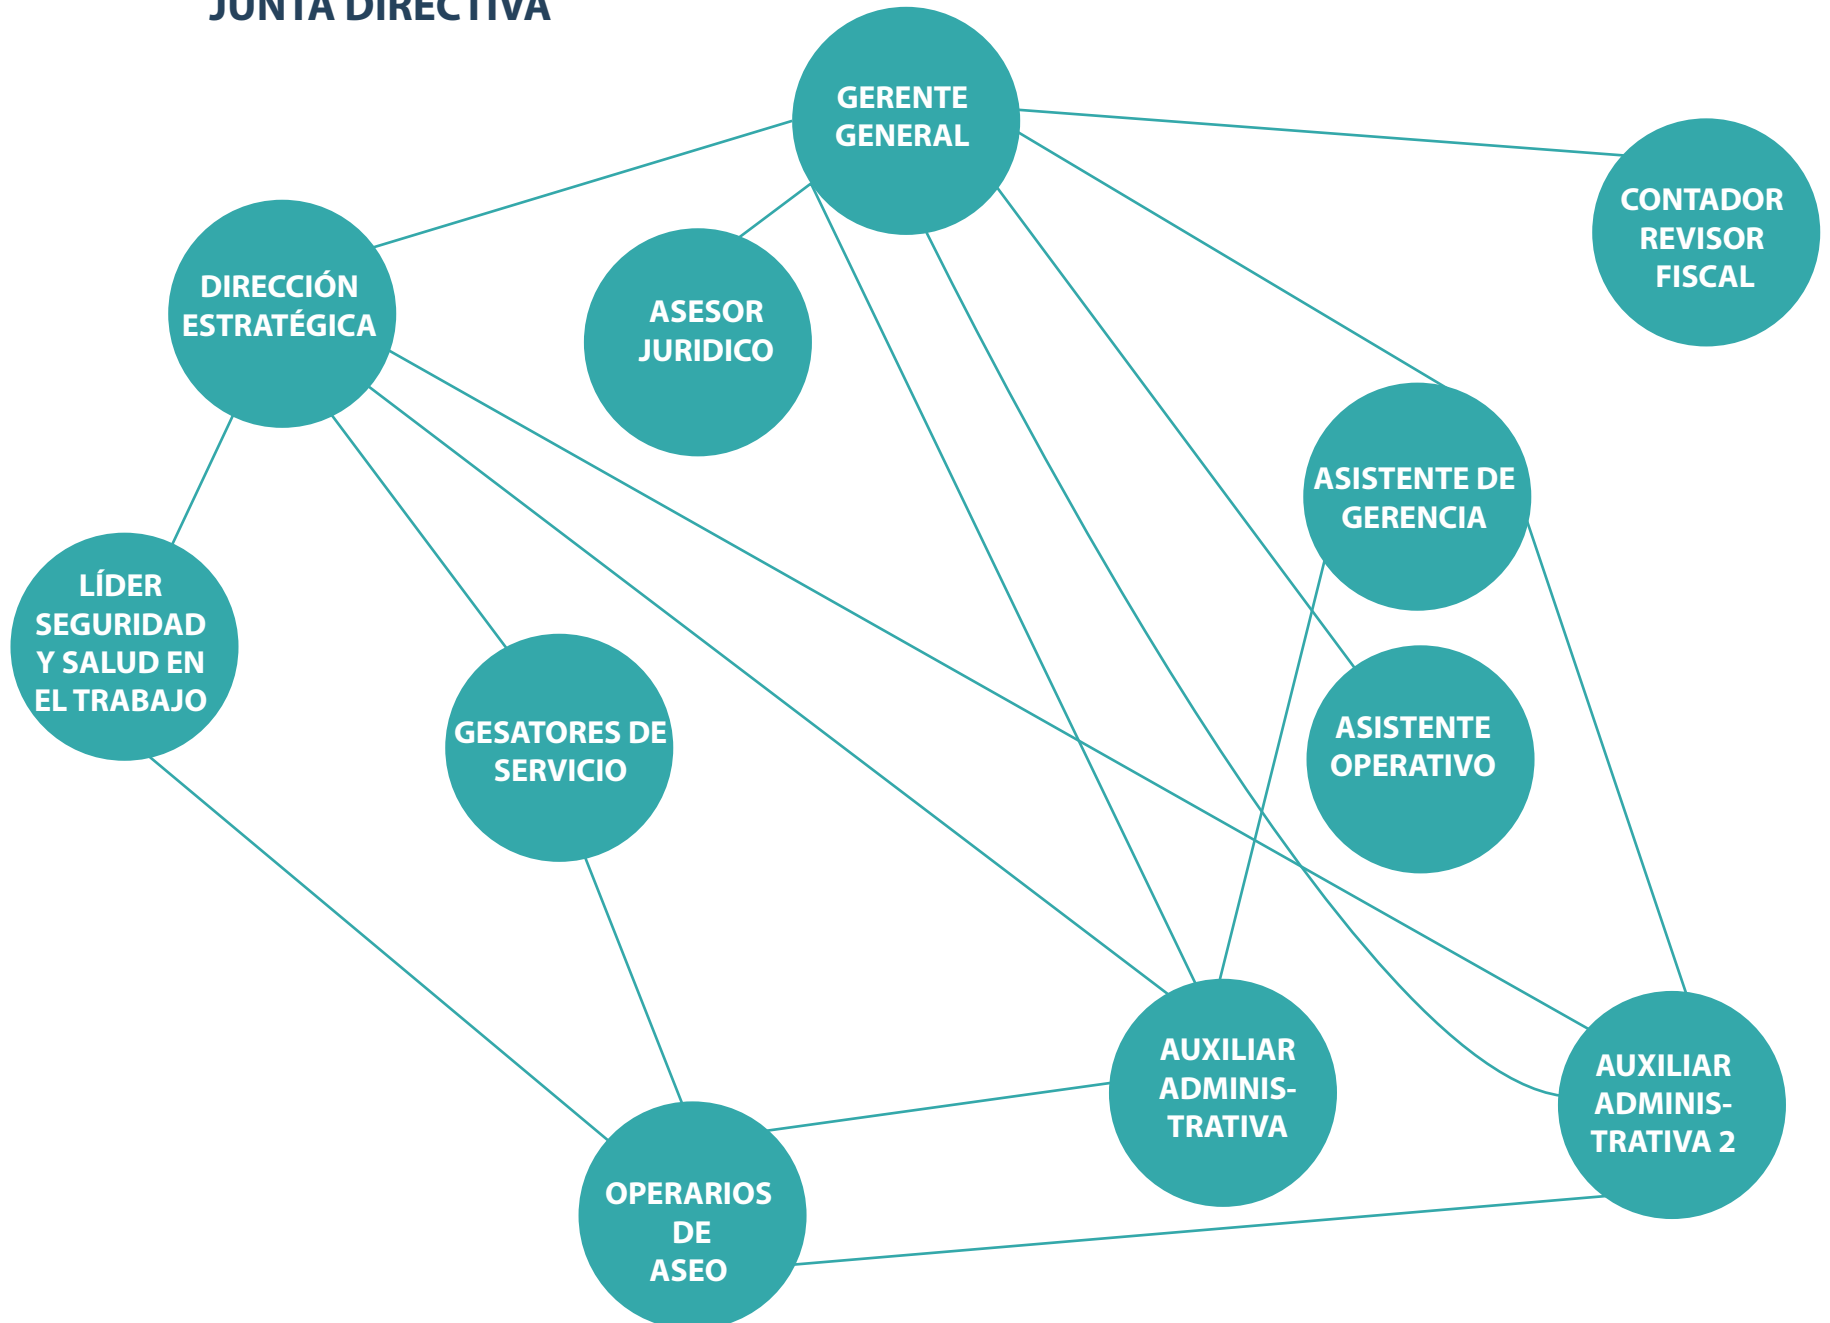 JUNTA DIRECTIVA
GERENTE
GENERAL
CONTADOR
REVISOR
FISCAL
DIRECCIÓN
ESTRATÉGICA
ASESOR
JURIDICO
ASISTENTE DE
GERENCIA
LÍDER
SEGURIDAD
Y SALUD EN
EL TRABAJO
GESATORES DE
SERVICIO
ASISTENTE
OPERATIVO
AUXILIAR
ADMINIS-
TRATIVA
AUXILIAR
ADMINIS-
TRATIVA 2
OPERARIOS
DE
ASEO